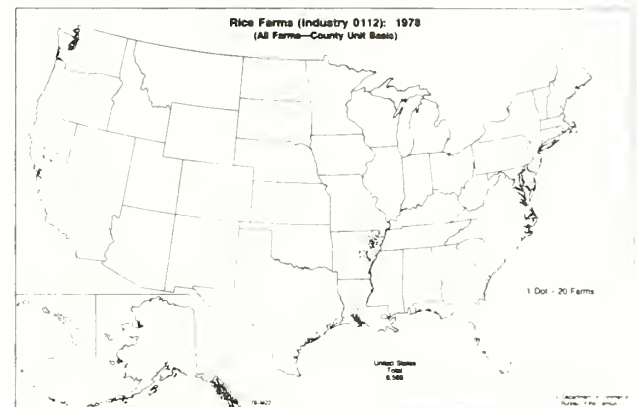 Rice Farms (Industry 0112): 1978
(All Farms—County Unit Basis)
1 Dot - 20 Farms
United States
Total